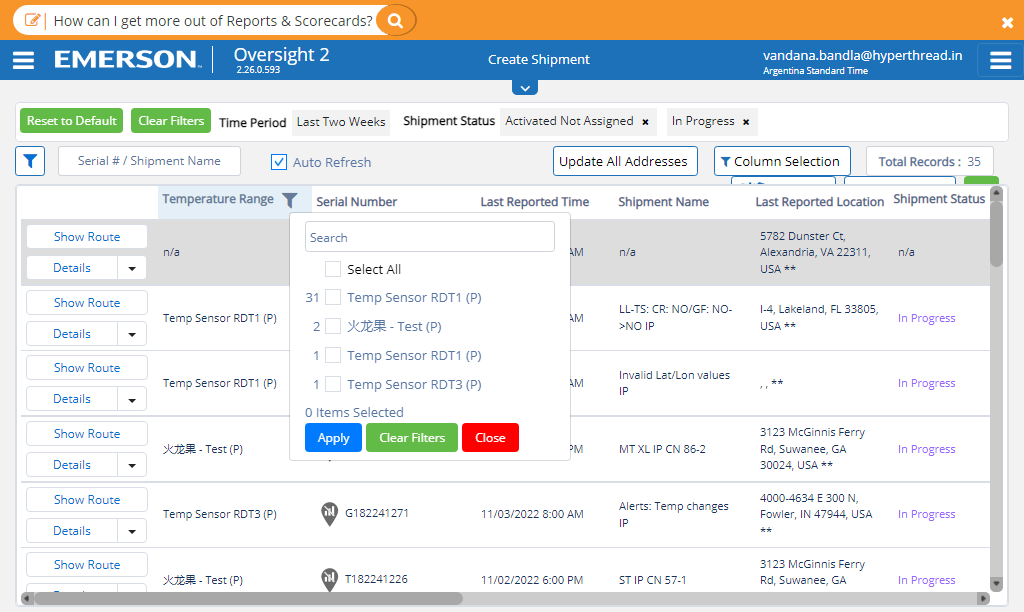 How can I get more out of Reports & Scorecards?
EMERSON
Oversight 2
2.26.0.593
Create Shipment
vandana.bandla@hyperthread.in
Argentina Standard Time
Reset to Default
Clear Filters
Time Period
Last Two Weeks
Shipment Status
Activated Not Assigned ×
In Progress ×
Serial # / Shipment Name
Auto Refresh
Update All Addresses
Column Selection
Total Records : 35
Temperature Range
Serial Number
Last Reported Time
Shipment Name
Last Reported Location
Shipment Status
Show Route
Details
n/a
AM
n/a
5782 Dunster Ct,
Alexandria, VA 22311,
USA **
n/a
Search
Select All
31 Temp Sensor RDT1 (P)
2 火龙果 - Test (P)
1 Temp Sensor RDT1 (P)
1 Temp Sensor RDT3 (P)
0 Items Selected
Apply
Clear Filters
Close
Show Route
Details
Temp Sensor RDT1 (P)
AM
LL-TS: CR: NO/GF: NO-
>NO IP
I-4, Lakeland, FL 33805,
USA **
In Progress
Show Route
Details
Temp Sensor RDT1 (P)
AM
Invalid Lat/Lon values
IP
, , **
In Progress
Show Route
Details
火龙果 - Test (P)
PM
MT XL IP CN 86-2
3123 McGinnis Ferry
Rd, Suwanee, GA
30024, USA **
In Progress
Show Route
Details
Temp Sensor RDT3 (P)
G182241271
11/03/2022 8:00 AM
Alerts: Temp changes
IP
4000-4634 E 300 N,
Fowler, IN 47944, USA
**
In Progress
Show Route
火龙果 - Test (P)
T182241226
11/02/2022 6:00 PM
ST IP CN 57-1
3123 McGinnis Ferry
Rd, Suwanee, GA
In Progress